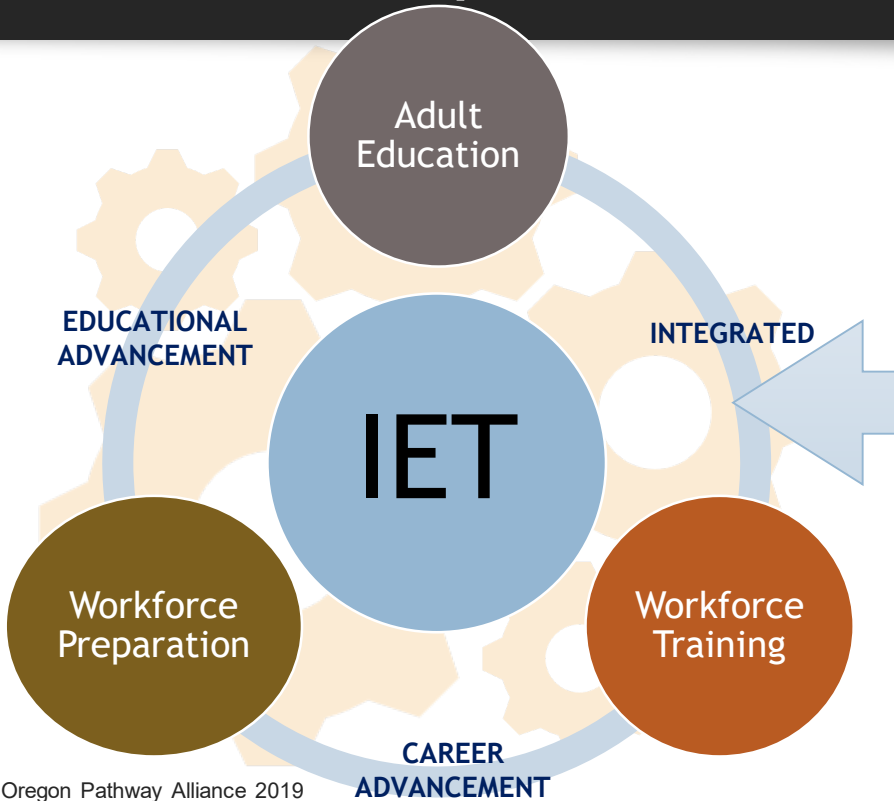 Adult
Education
EDUCATIONAL
ADVANCEMENT
INTEGRATED
IET
Workforce
Preparation
Workforce
Training
CAREER
ADVANCEMENT
Oregon Pathway Alliance 2019